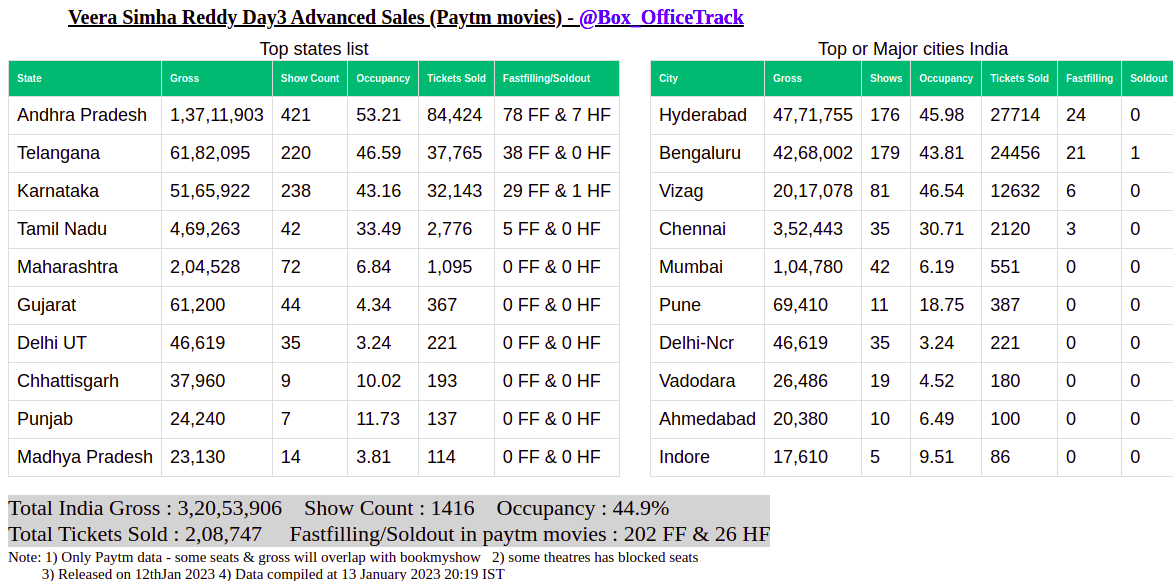 Veera Simha Reddy Day3 Advanced Sales (Paytm movies) - @Box_OfficeTrack
Top states list
State Gross Show Count Occupancy Tickets Sold Fastfilling/Soldout
Andhra Pradesh 1,37,11,903 421 53.21 84,424 78 FF & 7 HF
Telangana 61,82,095 220 46.59 37,765 38 FF & 0 HF
Karnataka 51,65,922 238 43.16 32,143 29 FF & 1 HF
Tamil Nadu 4,69,263 42 33.49 2,776 5 FF & 0 HF
Maharashtra 2,04,528 72 6.84 1,095 0 FF & 0 HF
Gujarat 61,200 44 4.34 367 0 FF & 0 HF
Delhi UT 46,619 35 3.24 221 0 FF & 0 HF
Chhattisgarh 37,960 9 10.02 193 0 FF & 0 HF
Punjab 24,240 7 11.73 137 0 FF & 0 HF
Madhya Pradesh 23,130 14 3.81 114 0 FF & 0 HF
Top or Major cities India
City Gross Shows Occupancy Tickets Sold Fastfilling Soldout
Hyderabad 47,71,755 176 45.98 27714 24 0
Bengaluru 42,68,002 179 43.81 24456 21 1
Vizag 20,17,078 81 46.54 12632 6 0
Chennai 3,52,443 35 30.71 2120 3 0
Mumbai 1,04,780 42 6.19 551 0 0
Pune 69,410 11 18.75 387 0 0
Delhi-Ncr 46,619 35 3.24 221 0 0
Vadodara 26,486 19 4.52 180 0 0
Ahmedabad 20,380 10 6.49 100 0 0
Indore 17,610 5 9.51 86 0 0
Total India Gross : 3,20,53,906 Show Count : 1416 Occupancy : 44.9%
Total Tickets Sold : 2,08,747 Fastfilling/Soldout in paytm movies : 202 FF & 26 HF
Note: 1) Only Paytm data - some seats & gross will overlap with bookmyshow 2) some theatres has blocked seats
3) Released on 12thJan 2023 4) Data compiled at 13 January 2023 20:19 IST